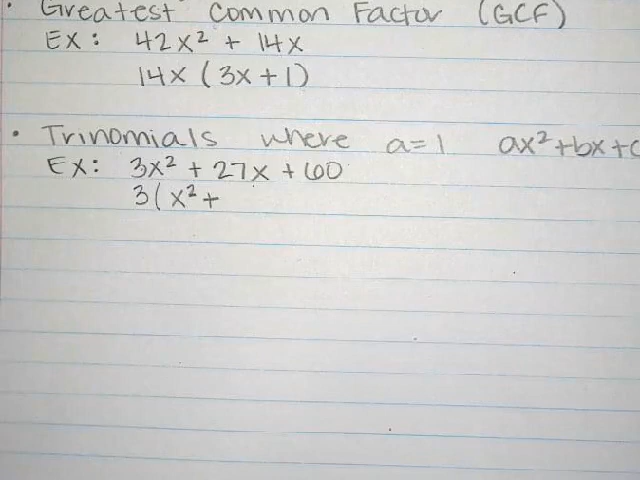 • Greatest Common Factor (GCF)
EX: 42x² + 14x
14x (3x+1)
• Trinomials where a=1 ax²+bx+c
EX: 3x² + 27x + 60
3(x²+